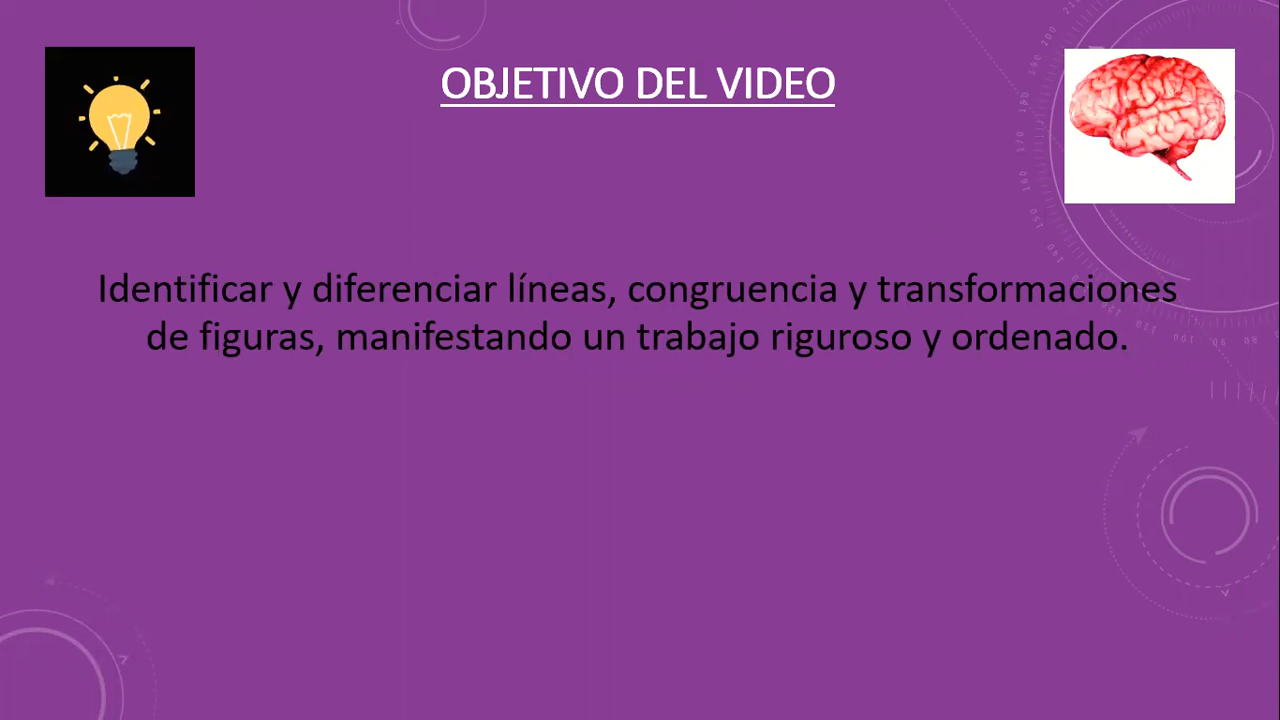 OBJETIVO DEL VIDEO
Identificar y diferenciar líneas, congruencia y transformaciones
de figuras, manifestando un trabajo riguroso y ordenado.